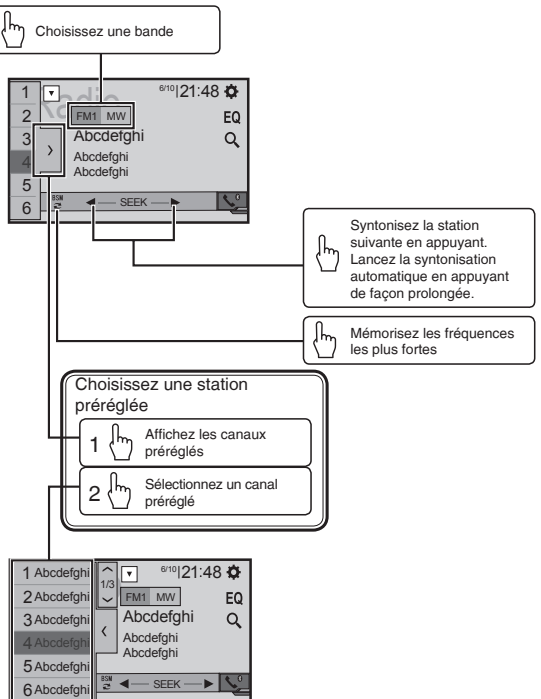 Choisissez une bande
1
2
3
4
5
6
Radio
6/10 21:48
FM1 MW
EQ
Abcdefghi
Abcdefghi
Abcdefghi
BSM
SEEK
Syntonisez la station
suivante en appuyant.
Lancez la syntonisation
automatique en appuyant
de façon prolongée.
Mémorisez les fréquences
les plus fortes
Choisissez une station
préréglée
1 Affichez les canaux
préréglés
2 Sélectionnez un canal
préréglé
1 Abcdefghi
2 Abcdefghi
3 Abcdefghi
4 Abcdefghi
5 Abcdefghi
6 Abcdefghi
1/3
6/10 21:48
FM1 MW
EQ
Abcdefghi
Abcdefghi
Abcdefghi
BSM
SEEK